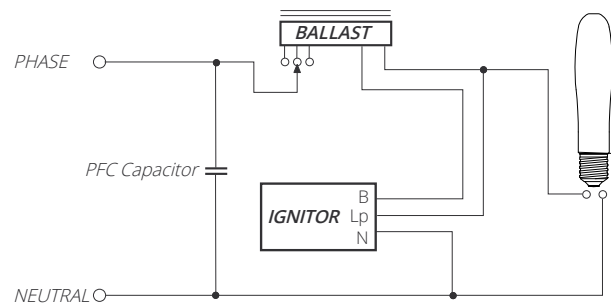 BALLAST
PHASE
PFC Capacitor
B
IGNITOR Lp
N
NEUTRAL